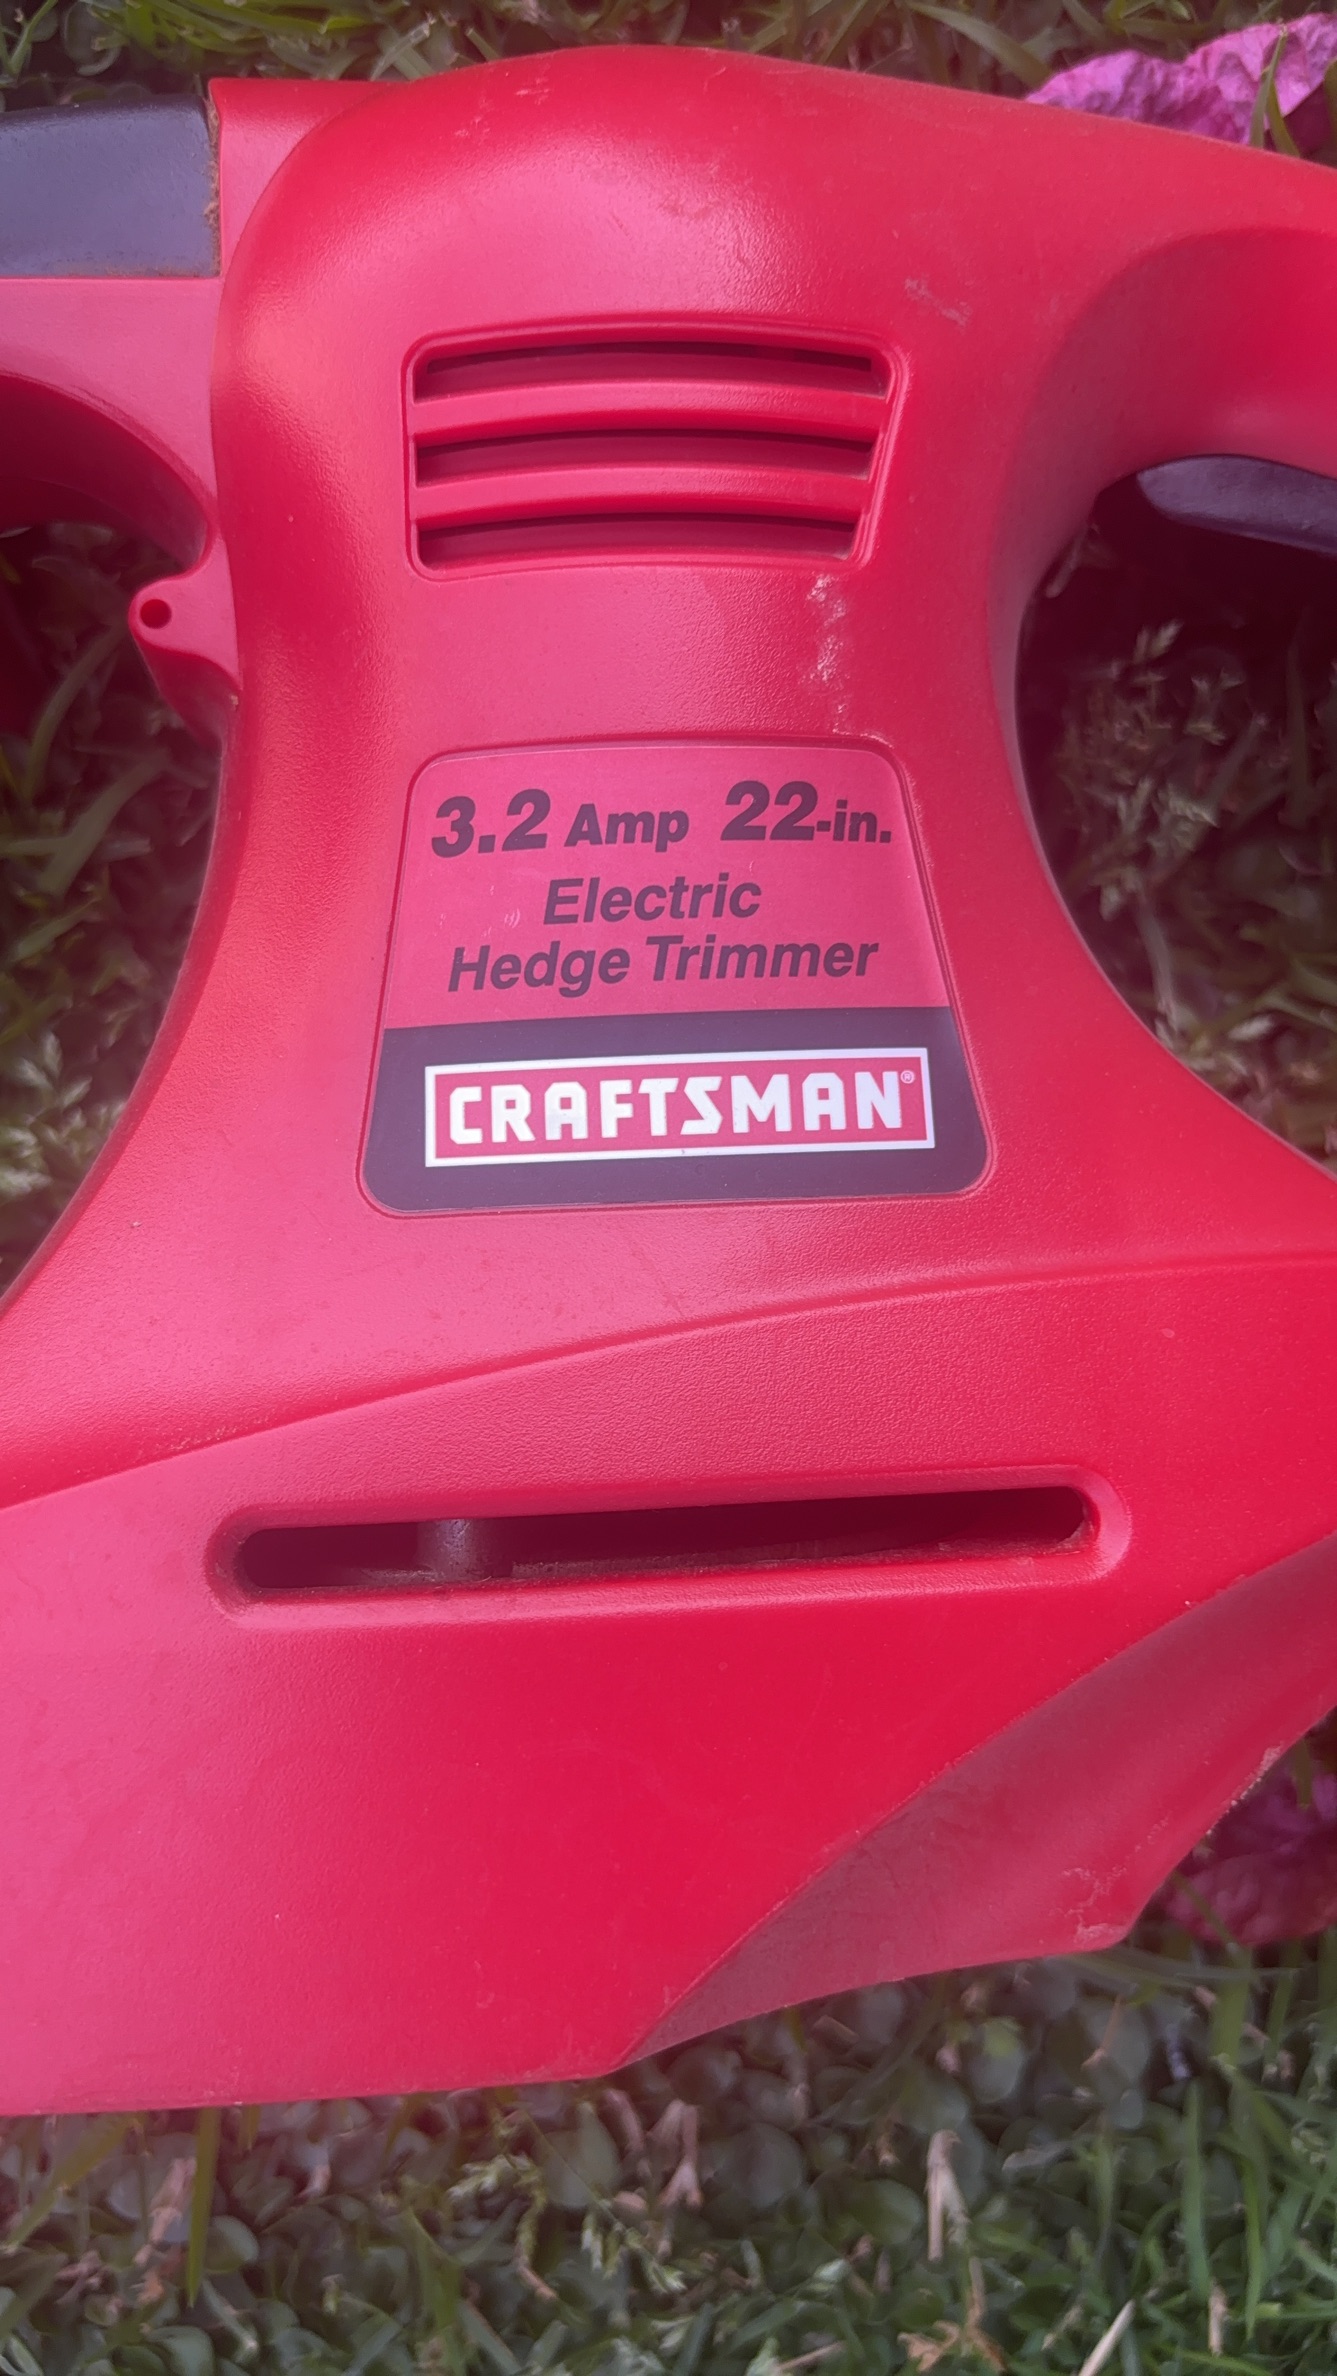 3.2 Amp 22-in.
Electric
Hedge Trimmer
CRAFTSMAN®